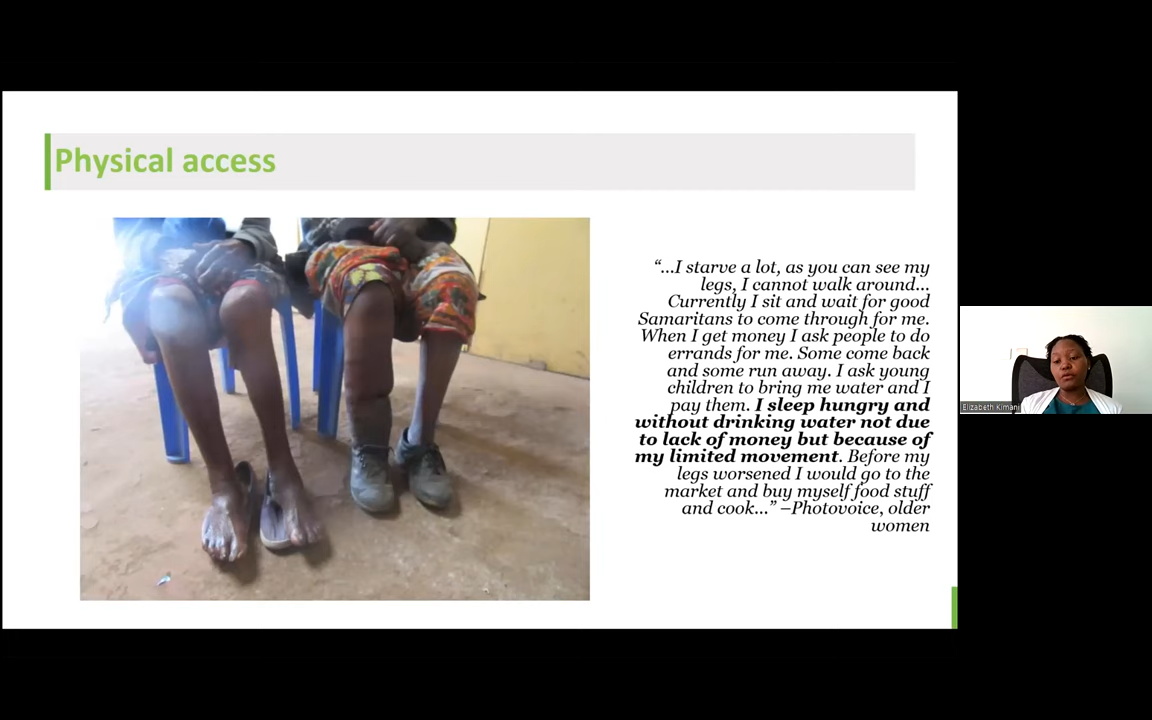 Physical access
“...I starve a lot, as you can see my
legs, I cannot walk around...
Currently I sit and wait for good
Samaritans to come through for me.
When I get money I ask people to do
errands for me. Some come back
and some run away. I ask young
children to bring me water and I
pay them. I sleep hungry and
without drinking water not due
to lack of money but because of
my limited movement. Before my
legs worsened I would go to the
market and buy myself food stuff
and cook...” –Photovoice, older
women
Elizabeth Kimani